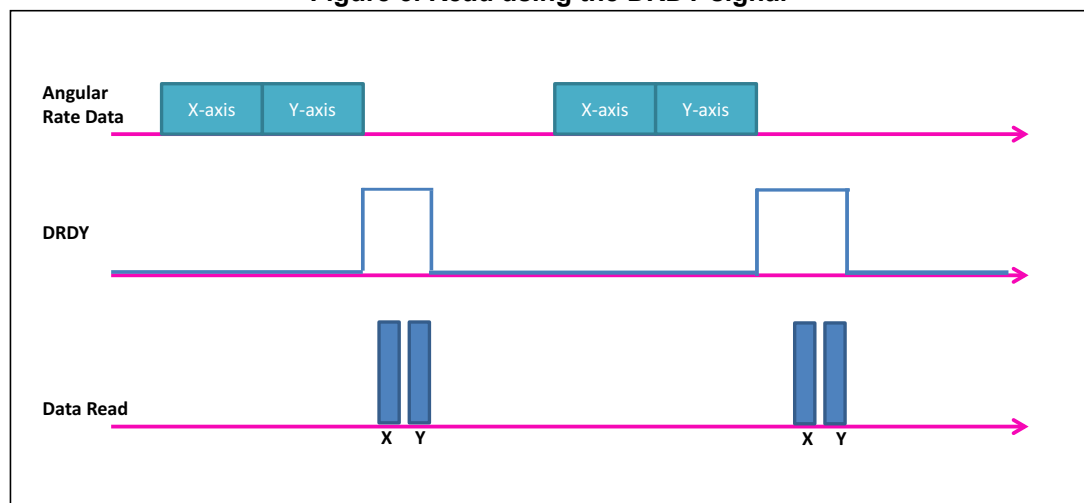 Angular
Rate Data
X-axis
Y-axis
X-axis
Y-axis
DRDY
Data Read
X
Y
X
Y